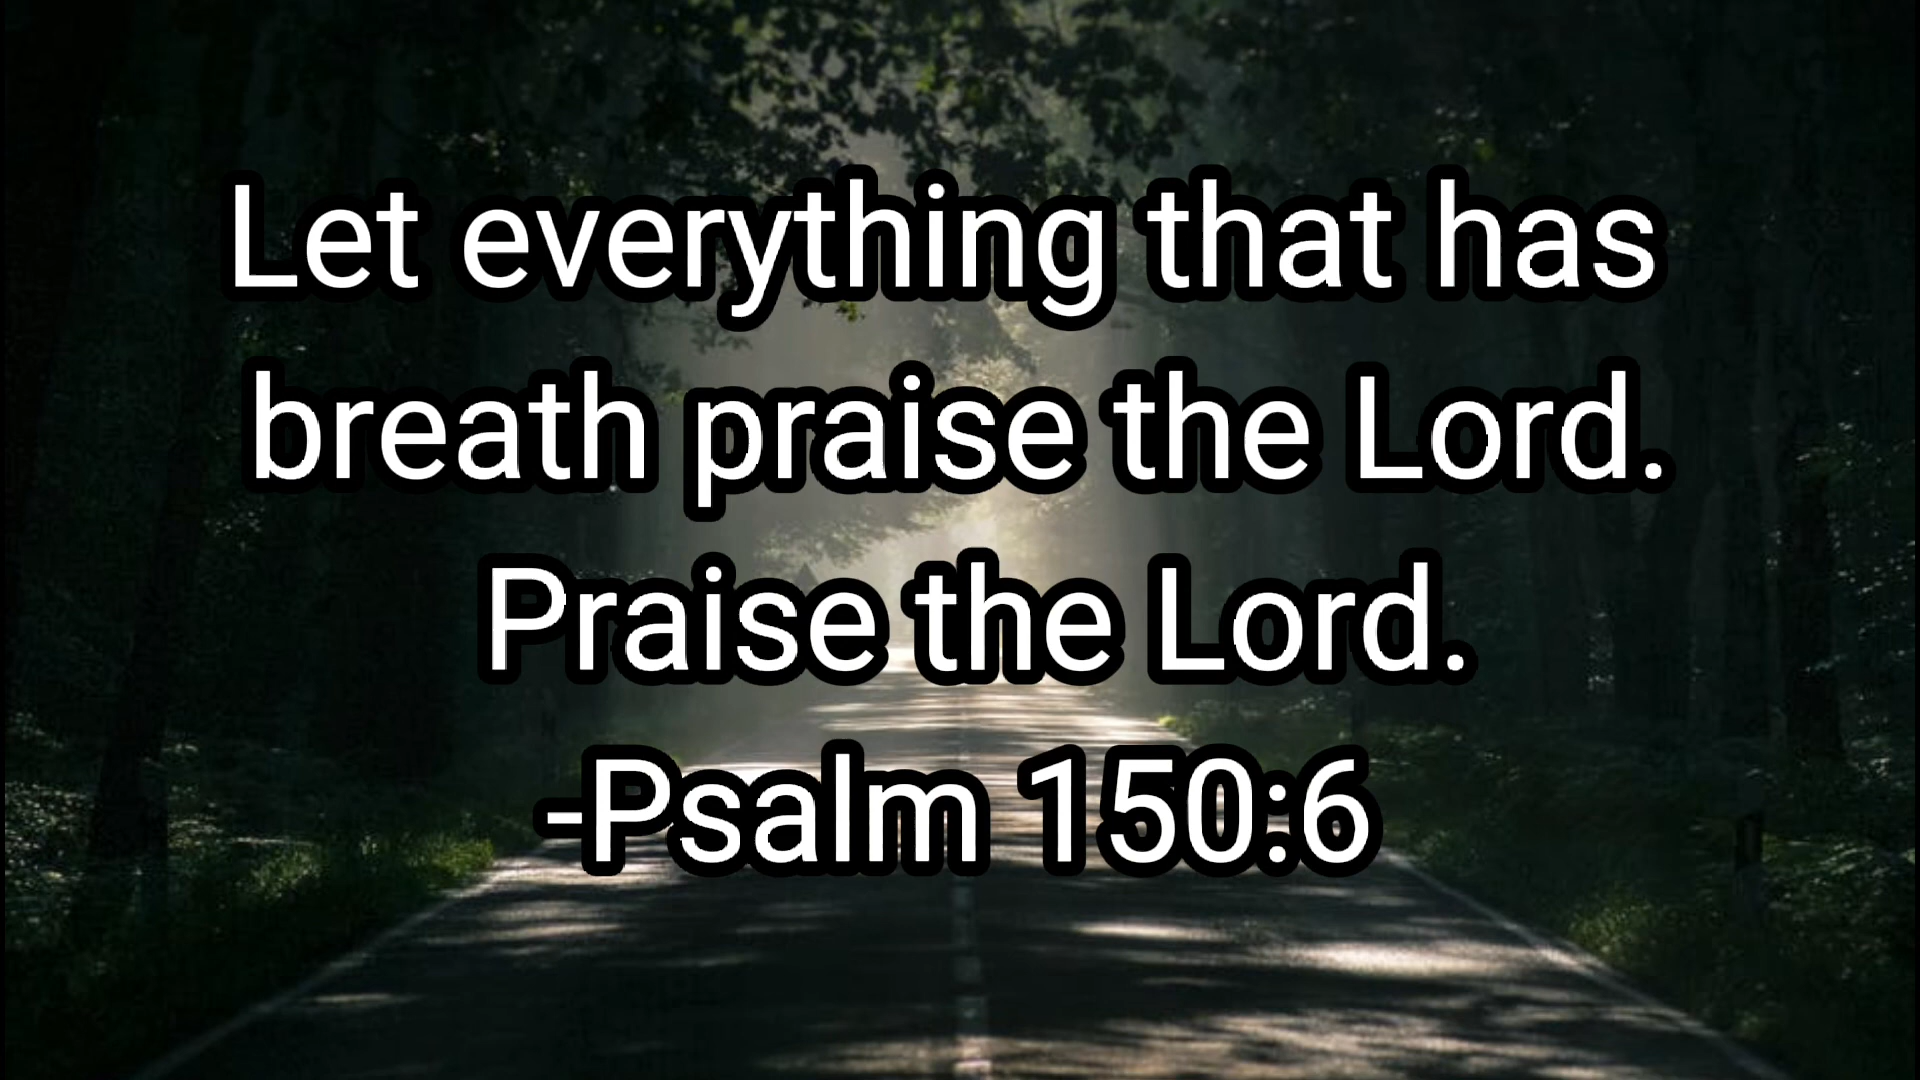 Let everything that has
breath praise the Lord.
Praise the Lord.
-Psalm 150:6